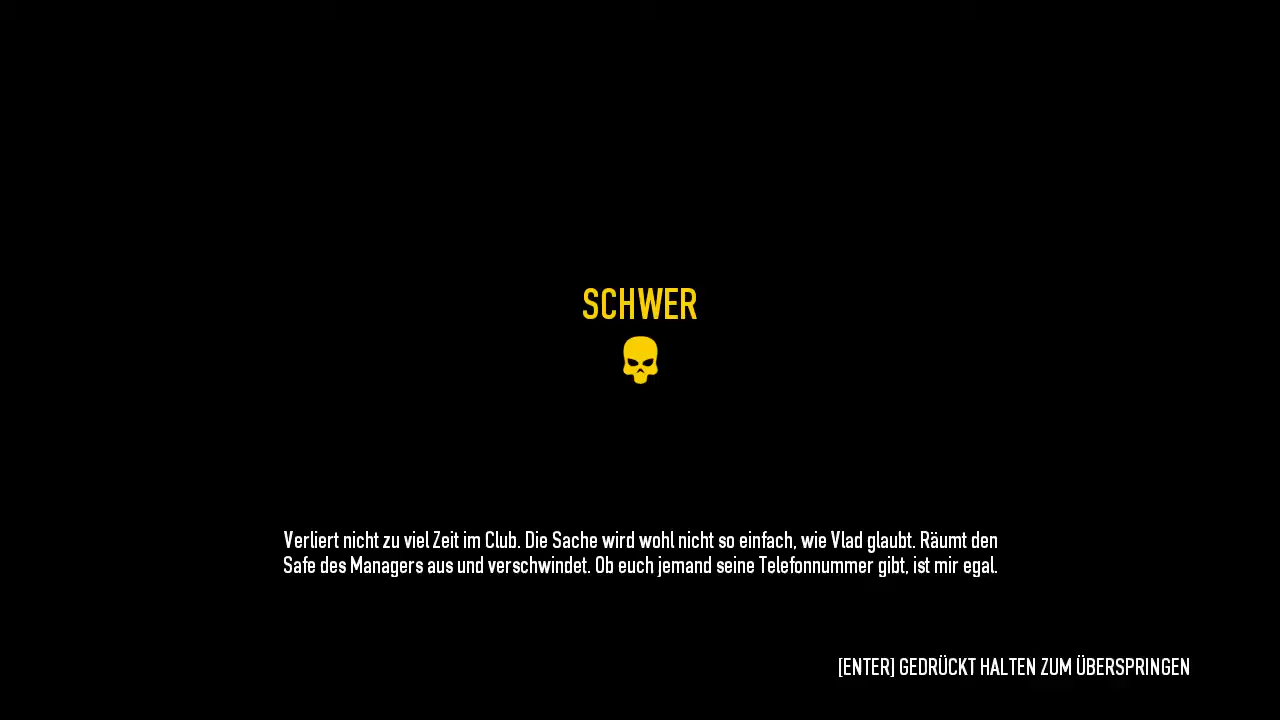 SCHWER
Verliert nicht zu viel Zeit im Club. Die Sache wird wohl nicht so einfach, wie Vlad glaubt. Räumt den
Safe des Managers aus und verschwindet. Ob euch jemand seine Telefonnummer gibt, ist mir egal.
[ENTER] GEDRÜCKT HALTEN ZUM ÜBERSPRINGEN